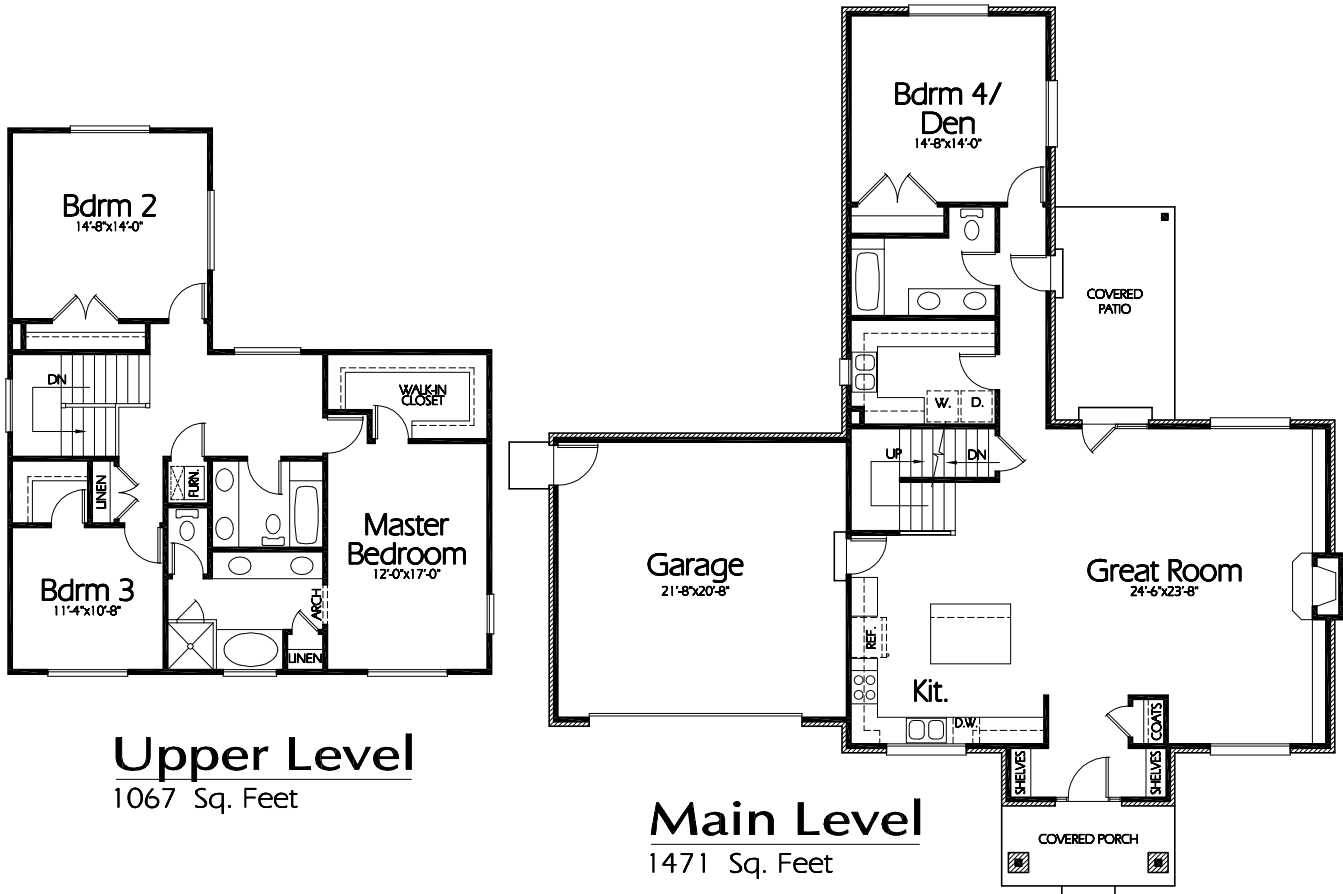 Bdrm 2
14'-8"x14'-0"
DN
WALK-IN
CLOSET
LINEN
FURN.
Master
Bedroom
12'-0"x17'-0"
Bdrm 3
11'-4"x10'-8"
ARCH
LINEN
Upper Level
1067 Sq. Feet
Bdrm 4/
Den
14'-8"x14'-0"
COVERED
PATIO
W.
D.
UP
DN
Garage
21'-8"x20'-8"
Great Room
24'-6"x23'-8"
REF.
Kit.
D.W.
COATS
SHELVES
SHELVES
COVERED PORCH
Main Level
1471 Sq. Feet